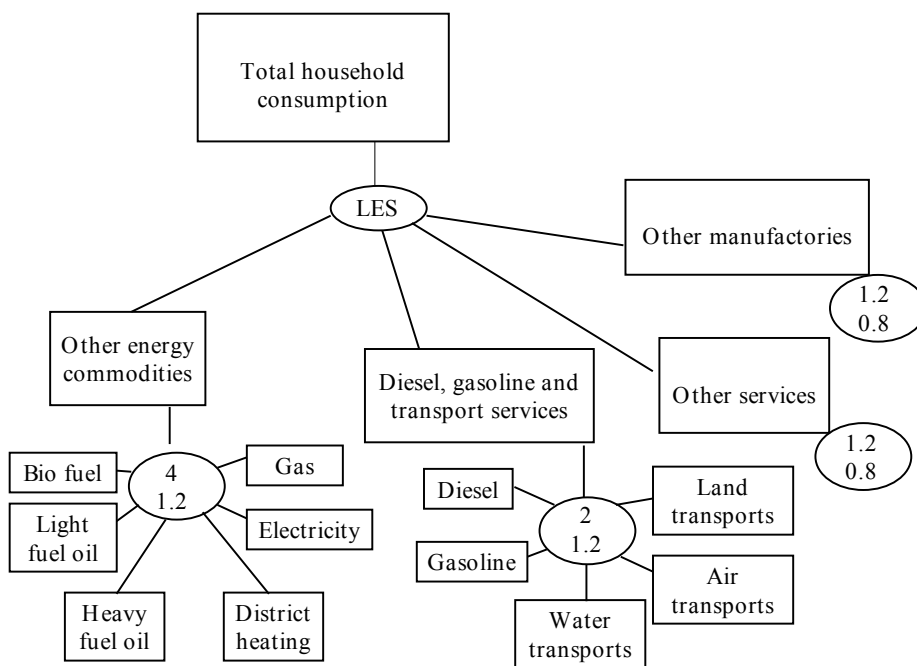 Total household
consumption
LES
Other manufactories
1.2
0.8
Other energy
commodities
Diesel, gasoline and
transport services
Other services
1.2
0.8
Bio fuel
4
1.2
Gas
Light
fuel oil
Electricity
Heavy
fuel oil
District
heating
Diesel
2
1.2
Land
transports
Gasoline
Air
transports
Water
transports